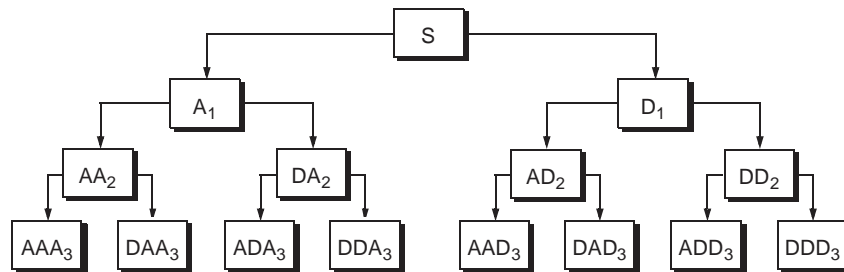 S
A₁ D₁
AA₂ DA₂ AD₂ DD₂
AAA₃ DAA₃ ADA₃ DDA₃ AAD₃ DAD₃ ADD₃ DDD₃